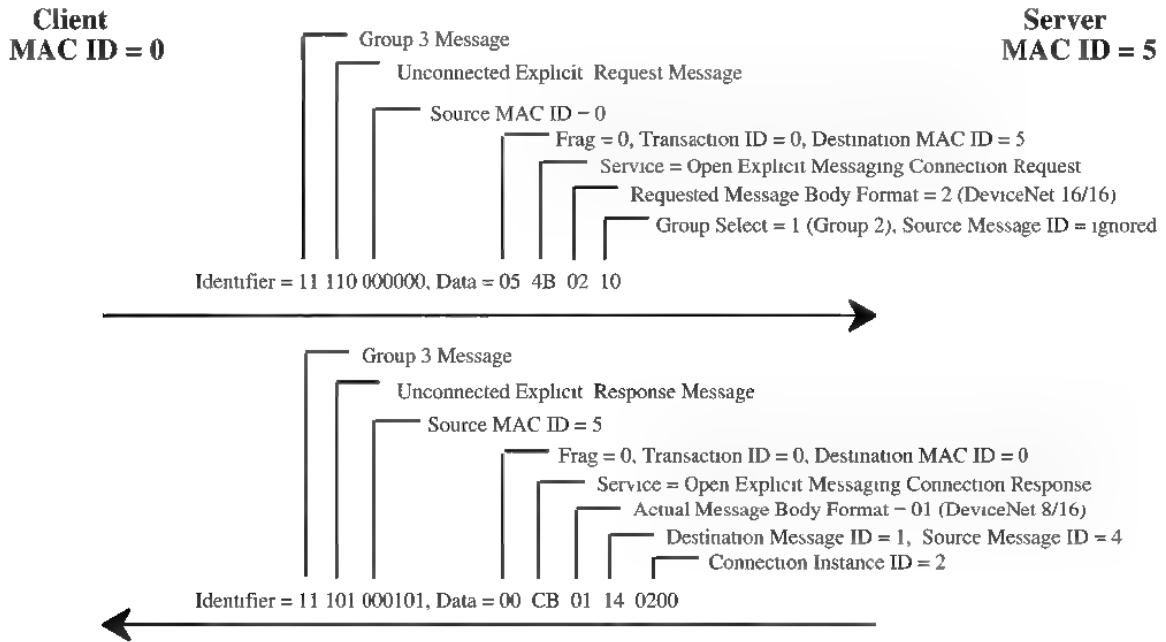 Client
MAC ID = 0
Server
MAC ID = 5
Group 3 Message
Unconnected Explicit Request Message
Source MAC ID − 0
Frag = 0, Transaction ID = 0, Destination MAC ID = 5
Service = Open Explicit Messaging Connection Request
Requested Message Body Format = 2 (DeviceNet 16/16)
Group Select = 1 (Group 2), Source Message ID = ignored
Identifier = 11 110 000000, Data = 05 4B 02 10
Group 3 Message
Unconnected Explicit Response Message
Source MAC ID = 5
Frag = 0, Transaction ID = 0, Destination MAC ID = 0
Service = Open Explicit Messaging Connection Response
Actual Message Body Format − 01 (DeviceNet 8/16)
Destination Message ID = 1, Source Message ID = 4
Connection Instance ID = 2
Identifier = 11 101 000101, Data = 00 CB 01 14 0200